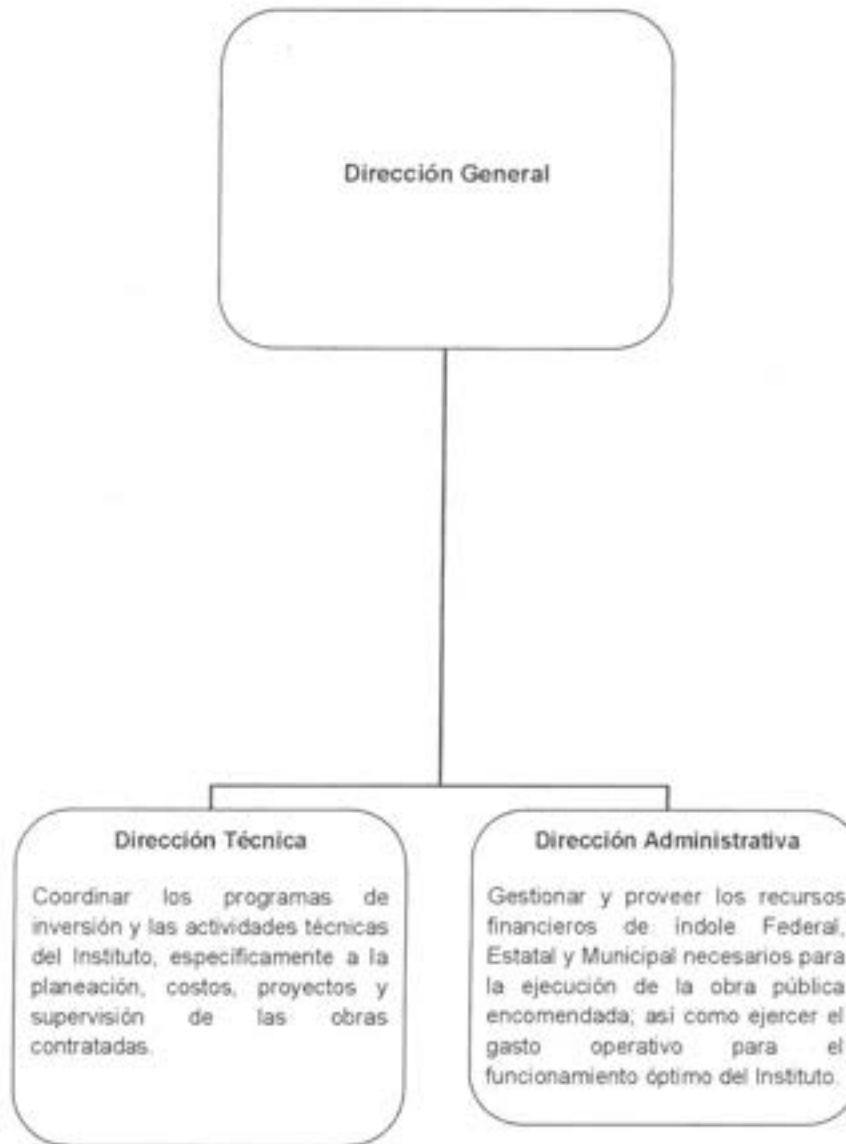 Dirección General
Dirección Técnica
Coordinar los programas de
inversión y las actividades técnicas
del Instituto, específicamente a la
planeación, costos, proyectos y
supervisión de las obras
contratadas.
Dirección Administrativa
Gestionar y proveer los recursos
financieros de índole Federal,
Estatal y Municipal necesarios para
la ejecución de la obra pública
encomendada; así como ejercer el
gasto operativo para el
funcionamiento óptimo del Instituto.